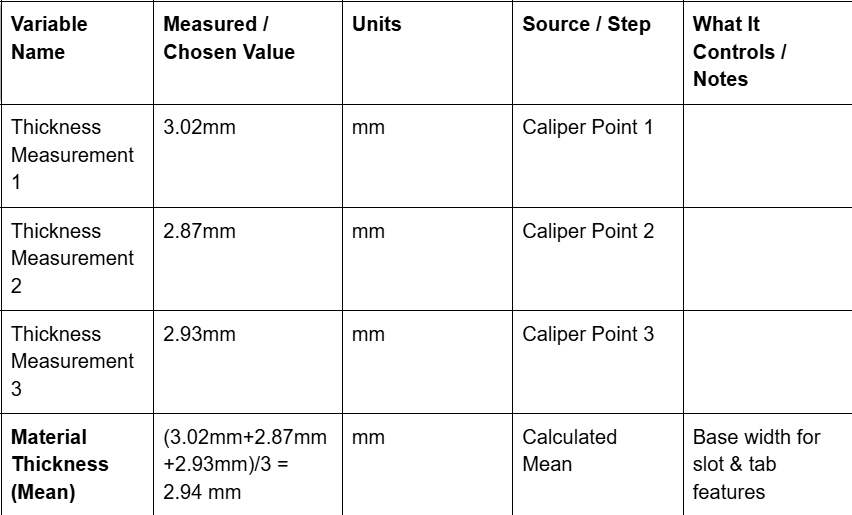 Variable Name
Measured / Chosen Value
Units
Source / Step
What It Controls / Notes
Thickness Measurement 1
3.02mm
mm
Caliper Point 1
Thickness Measurement 2
2.87mm
mm
Caliper Point 2
Thickness Measurement 3
2.93mm
mm
Caliper Point 3
Material Thickness (Mean)
(3.02mm+2.87mm+2.93mm)/3 = 2.94 mm
mm
Calculated Mean
Base width for slot & tab features